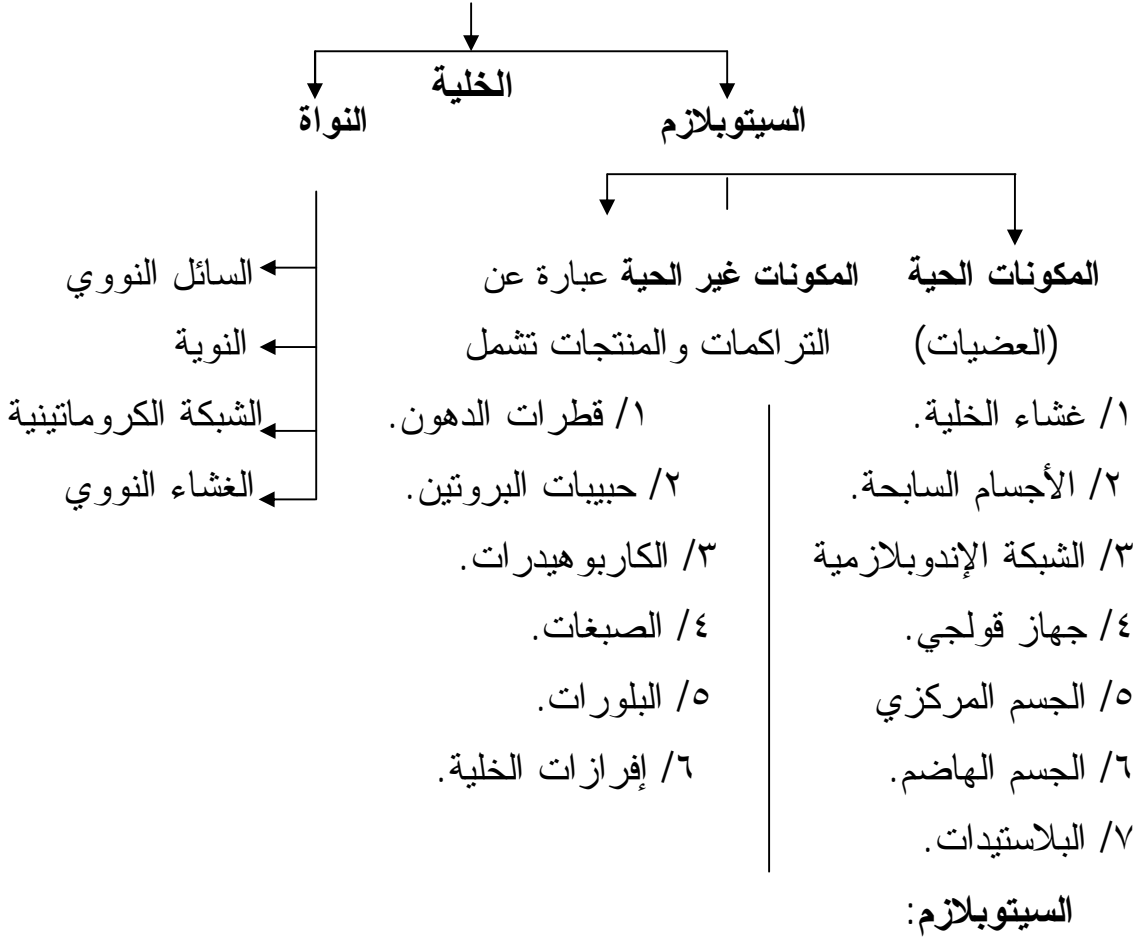 الخلية
السيتوبلازم
النواة
المكونات الحية
(العضيات)
١/ غشاء الخلية.
٢/ الأجسام السابحة.
٣/ الشبكة الإندوبلازمية
٤/ جهاز قولجي.
٥/ الجسم المركزي
٦/ الجسم الهاضم.
٧/ البلاستيدات.
المكونات غير الحية عبارة عن
التراكمات والمنتجات تشمل
١/ قطرات الدهون.
٢/ حبيبات البروتين.
٣/ الكاربوهيدرات.
٤/ الصبغات.
٥/ البلورات.
٦/ إفرازات الخلية.
السائل النووي
النوية
الشبكة الكروماتينية
الغشاء النووي
السيتوبلازم: